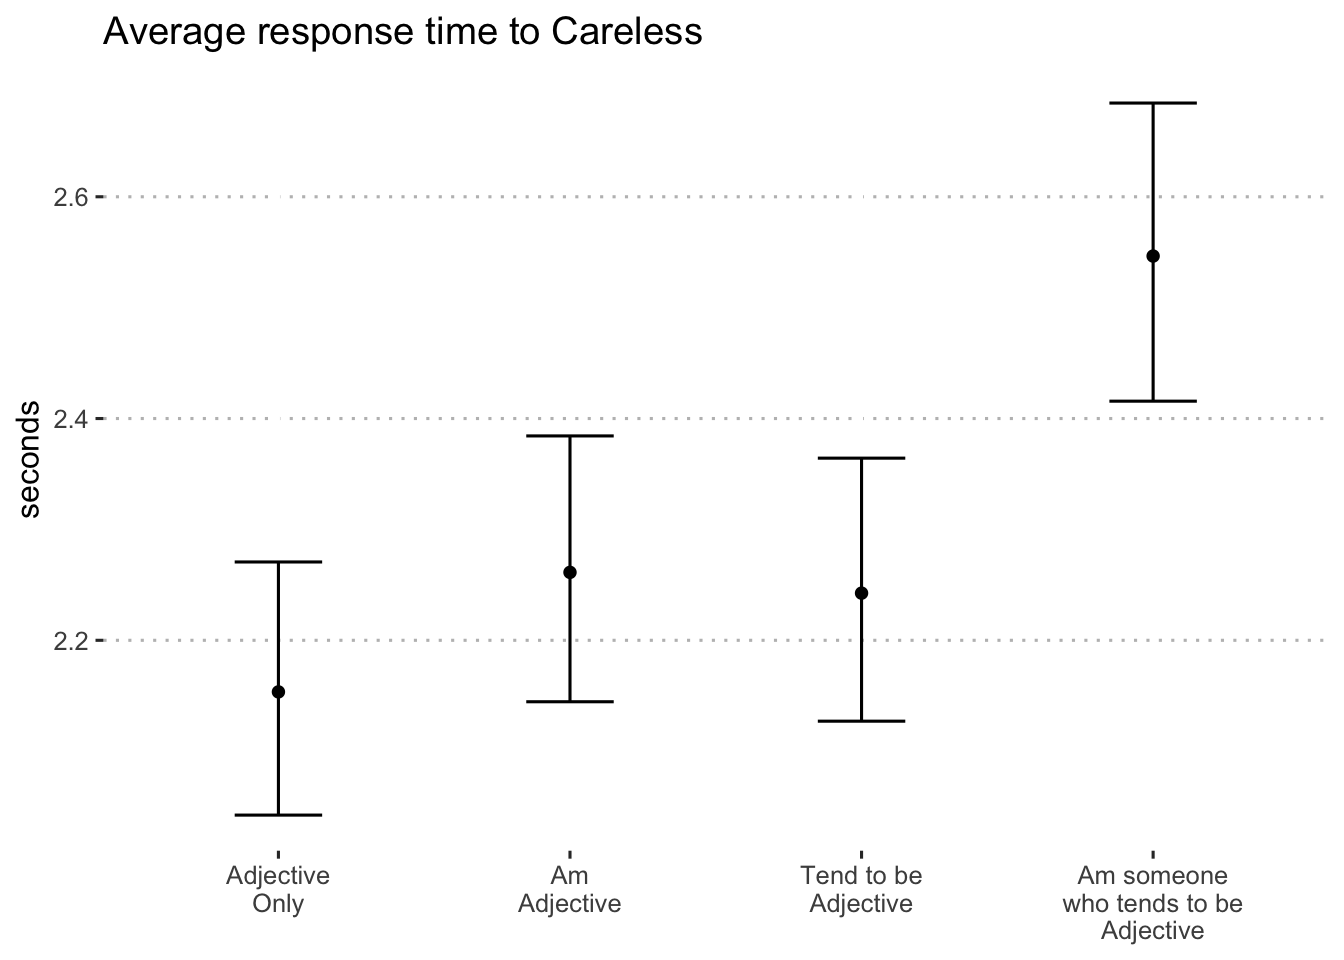 Average response time to Careless
2.6
2.4
2.2
seconds
Adjective
Only
Am
Adjective
Tend to be
Adjective
Am someone
who tends to be
Adjective